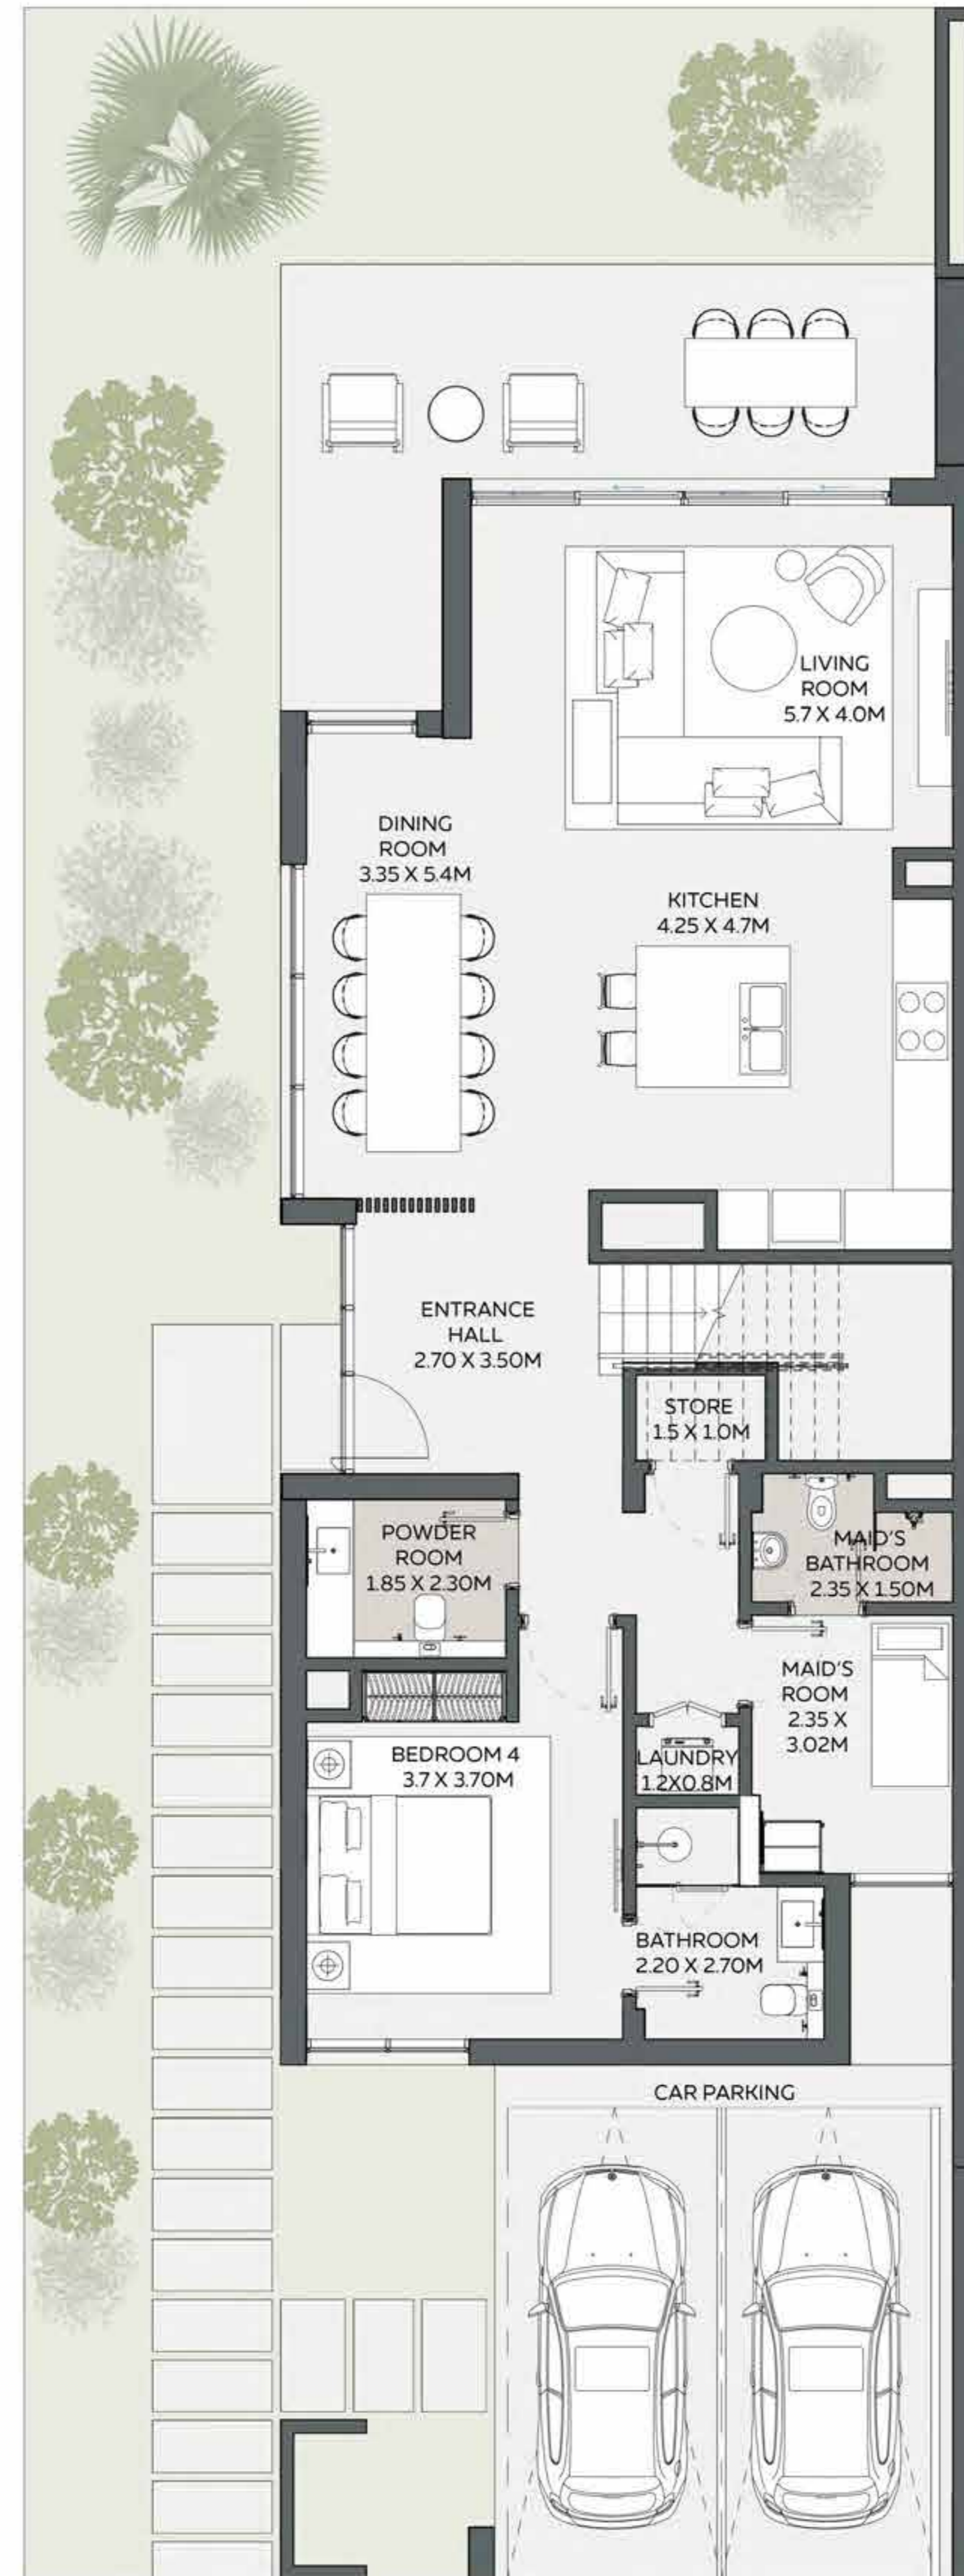 LIVING
ROOM
5.7 X 4.0M
DINING
ROOM
3.35 X 5.4M
KITCHEN
4.25 X 4.7M
ENTRANCE
HALL
2.70 X 3.50M
STORE
1.5 X 1.0M
POWDER
ROOM
1.85 X 2.30M
MAID'S
BATHROOM
2.35 X 1.50M
MAID'S
ROOM
2.35 X
3.02M
BEDROOM 4
3.7 X 3.70M
LAUNDRY
1.2X0.8M
BATHROOM
2.20 X 2.70M
CAR PARKING